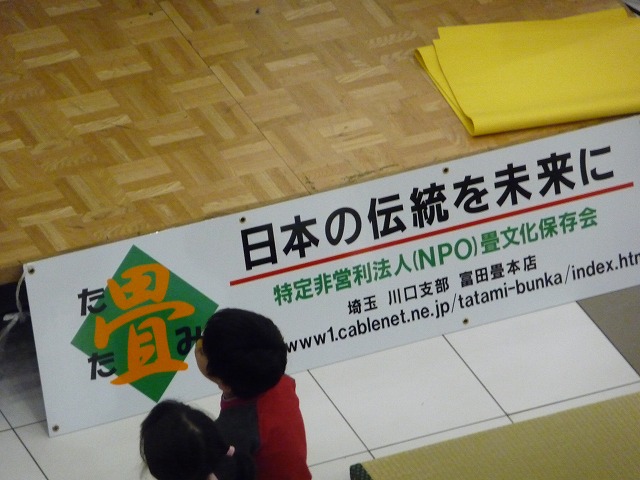 たたみ
畳
日本の伝統を未来に
特定非営利法人(NPO)畳文化保存会
埼玉 川口支部 富田畳本店
www1.cablenet.ne.jp/tatami-bunka/index.htm